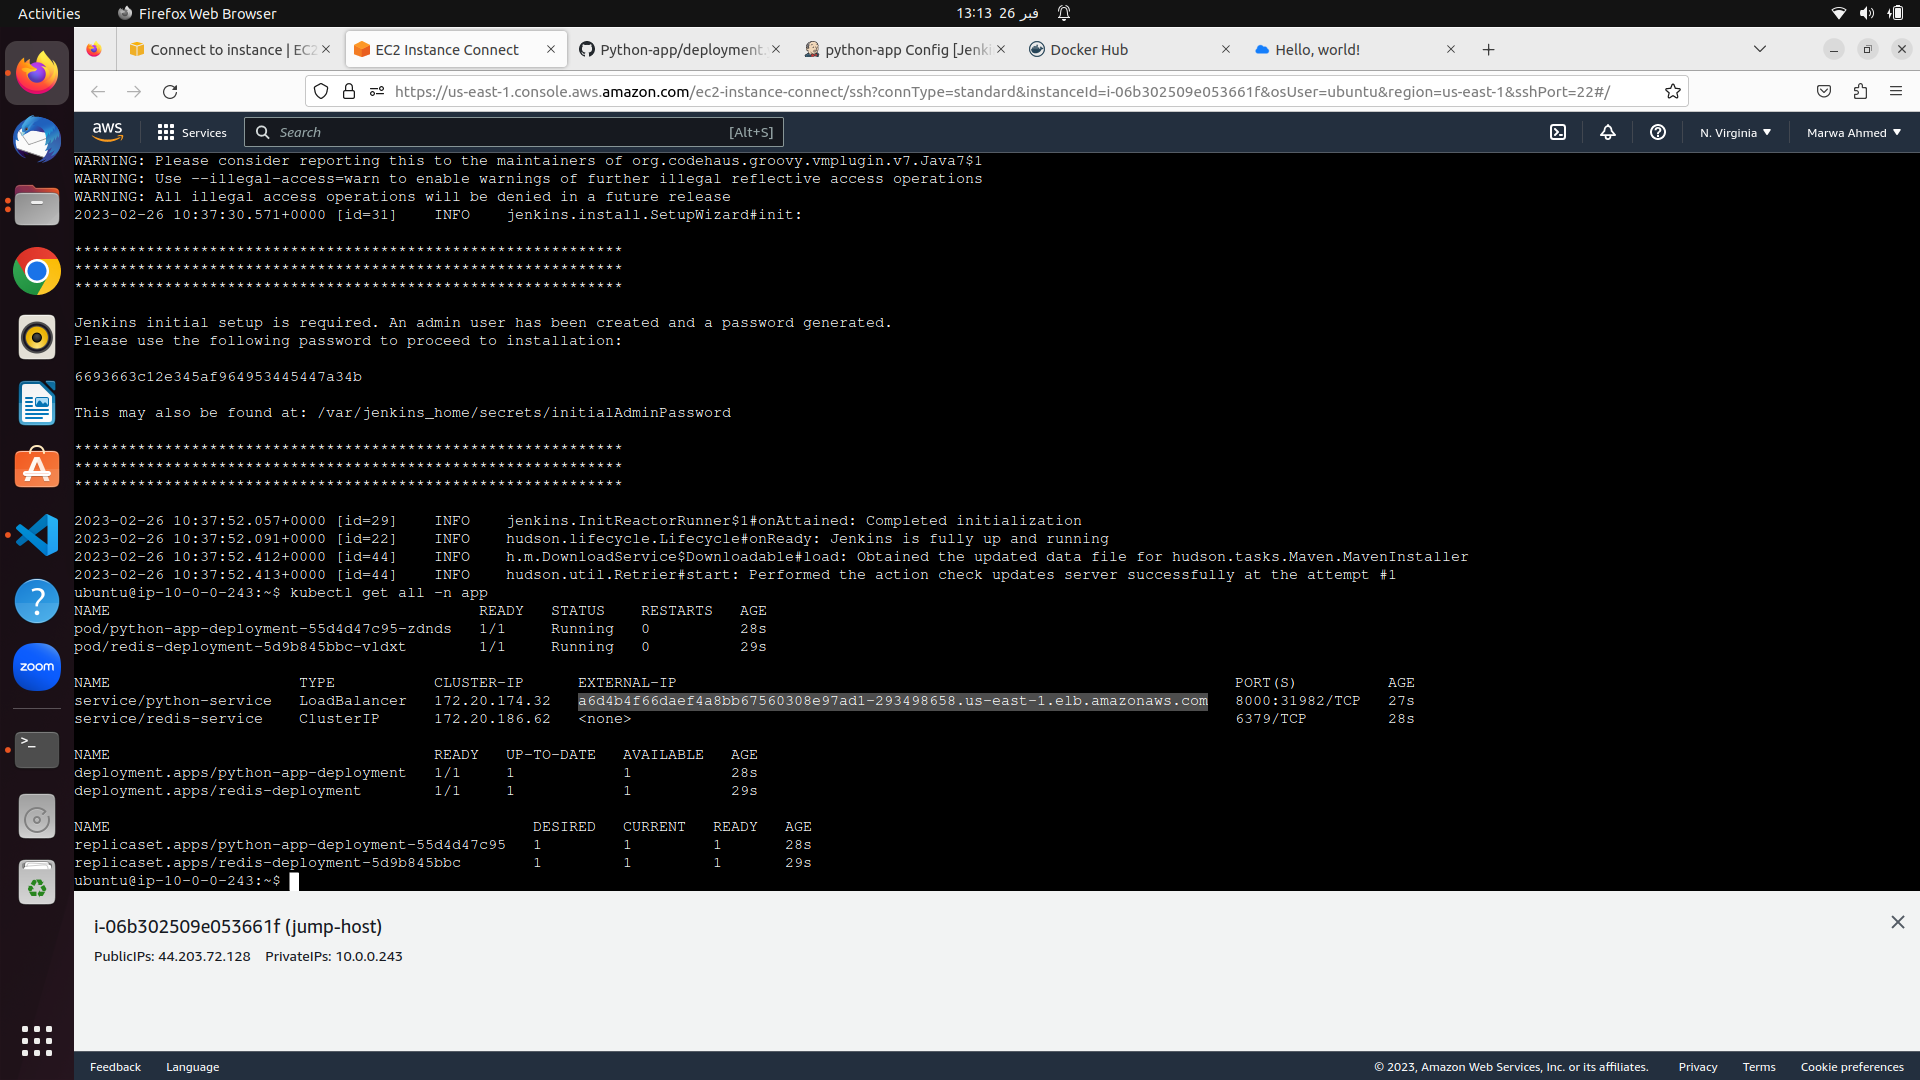 Activities
Firefox Web Browser
13:13 26 فبر
Connect to instance | EC2
EC2 Instance Connect
Python-app/deployment.
python-app Config [Jenki
Docker Hub
Hello, world!
https://us-east-1.console.aws.amazon.com/ec2-instance-connect/ssh?connType=standard&instanceId=i-06b302509e053661f&osUser=ubuntu&region=us-east-1&sshPort=22#/
aws
Services
Search [Alt+S]
N. Virginia
Marwa Ahmed
WARNING: Please consider reporting this to the maintainers of org.codehaus.groovy.vmplugin.v7.Java7$1
WARNING: Use --illegal-access=warn to enable warnings of further illegal reflective access operations
WARNING: All illegal access operations will be denied in a future release
2023-02-26 10:37:30.571+0000 [id=31] INFO jenkins.install.SetupWizard#init:
*************************************************************
*************************************************************
*************************************************************
Jenkins initial setup is required. An admin user has been created and a password generated.
Please use the following password to proceed to installation:
6693663c12e345af964953445447a34b
This may also be found at: /var/jenkins_home/secrets/initialAdminPassword
*************************************************************
*************************************************************
*************************************************************
2023-02-26 10:37:52.057+0000 [id=29] INFO jenkins.InitReactorRunner$1#onAttained: Completed initialization
2023-02-26 10:37:52.091+0000 [id=22] INFO hudson.lifecycle.Lifecycle#onReady: Jenkins is fully up and running
2023-02-26 10:37:52.412+0000 [id=44] INFO h.m.DownloadService$Downloadable#load: Obtained the updated data file for hudson.tasks.Maven.MavenInstaller
2023-02-26 10:37:52.413+0000 [id=44] INFO hudson.util.Retrier#start: Performed the action check updates server successfully at the attempt #1
ubuntu@ip-10-0-0-243:~$ kubectl get all -n app
NAME READY STATUS RESTARTS AGE
pod/python-app-deployment-55d4d47c95-zdnds 1/1 Running 0 28s
pod/redis-deployment-5d9b845bbc-vldxt 1/1 Running 0 29s
NAME TYPE CLUSTER-IP EXTERNAL-IP PORT(S) AGE
service/python-service LoadBalancer 172.20.174.32 a6d4b4f66daef4a8bb67560308e97ad1-293498658.us-east-1.elb.amazonaws.com 8000:31982/TCP 27s
service/redis-service ClusterIP 172.20.186.62 <none> 6379/TCP 28s
NAME READY UP-TO-DATE AVAILABLE AGE
deployment.apps/python-app-deployment 1/1 1 1 28s
deployment.apps/redis-deployment 1/1 1 1 29s
NAME DESIRED CURRENT READY AGE
replicaset.apps/python-app-deployment-55d4d47c95 1 1 1 28s
replicaset.apps/redis-deployment-5d9b845bbc 1 1 1 29s
ubuntu@ip-10-0-0-243:~$
zoom
i-06b302509e053661f (jump-host)
PublicIPs: 44.203.72.128 PrivateIPs: 10.0.0.243
Feedback Language
© 2023, Amazon Web Services, Inc. or its affiliates. Privacy Terms Cookie preferences